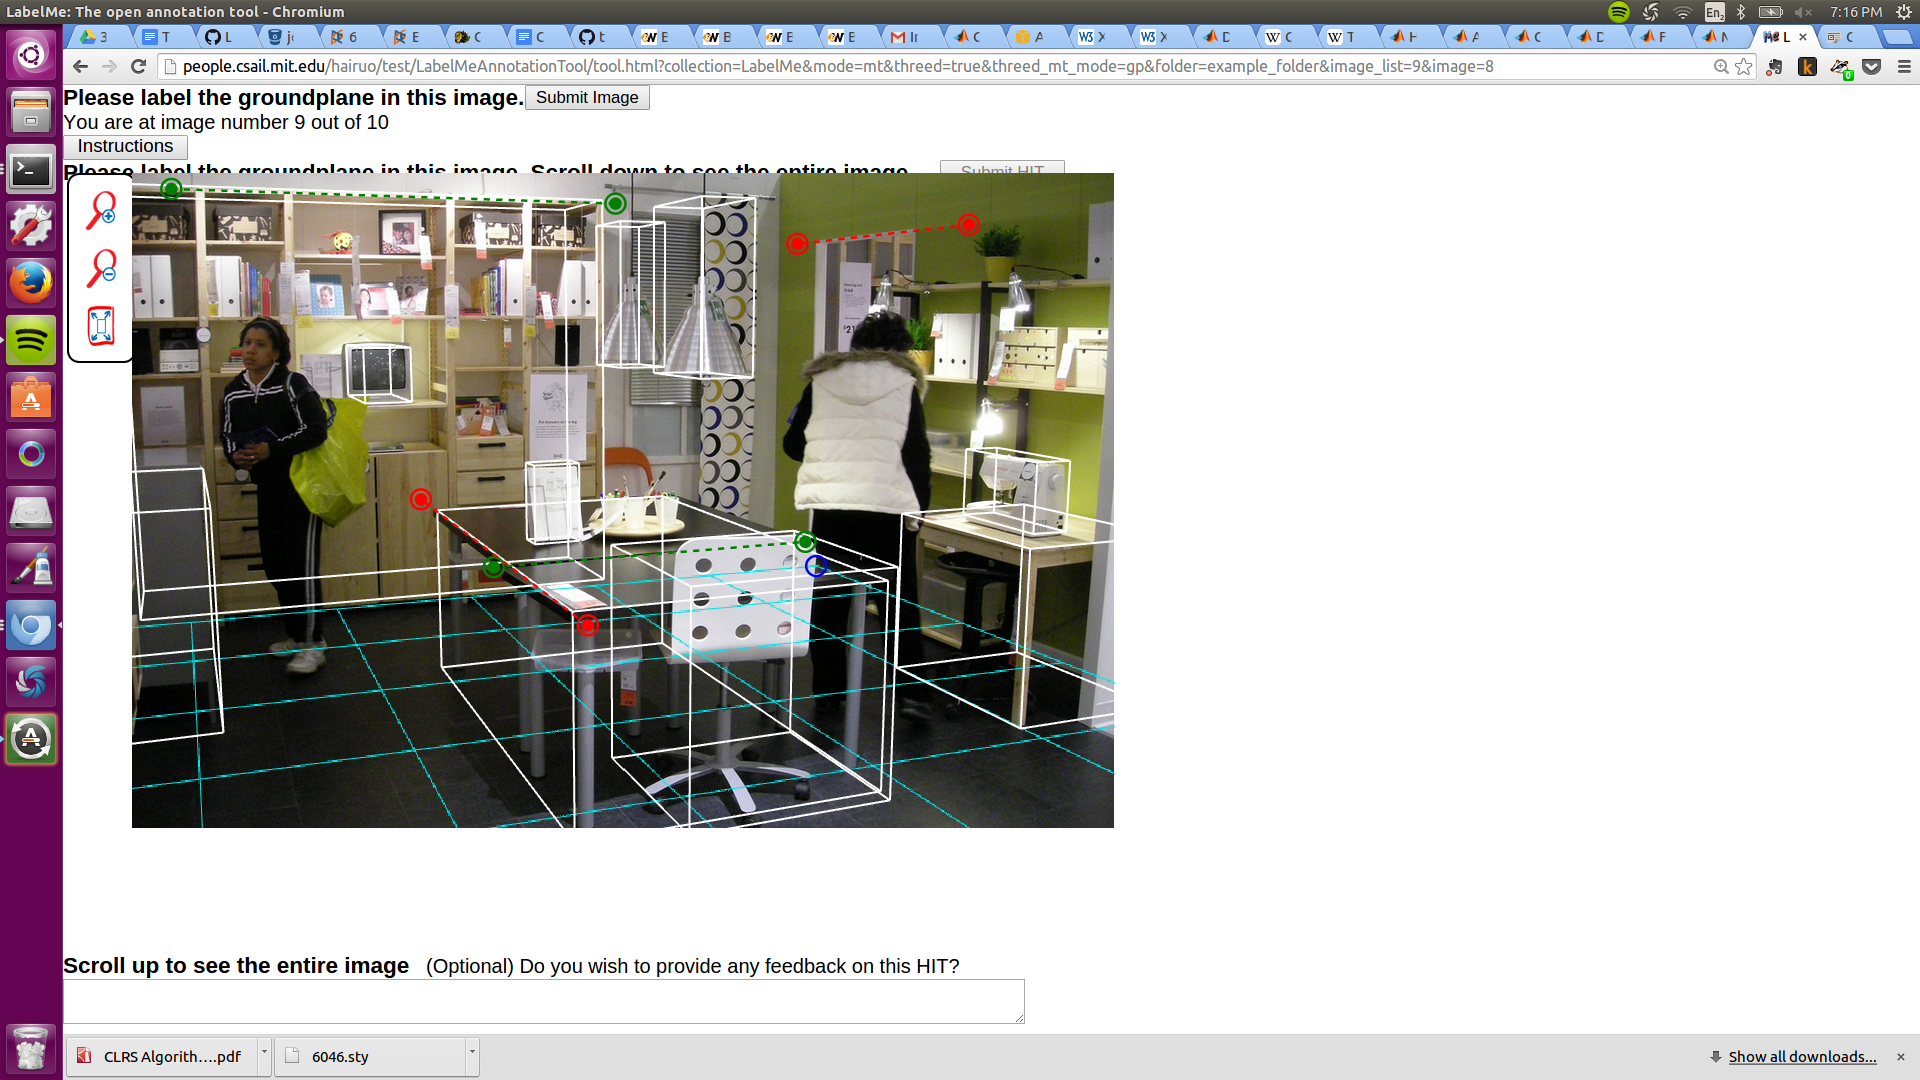 LabelMe: The open annotation tool - Chromium
En2
7:16 PM
3
T
L
6
E
C
C
t
E
B
E
E
C
A
X
X
D
C
T
H
A
C
D
F
L
C
people.csail.mit.edu/hairuo/test/LabelMeAnnotationTool/tool.html?collection=LabelMe&mode=mt&threed=true&threed_mt_mode=gp&folder=example_folder&image_list=9&image=8
0
Please label the groundplane in this image.
Submit Image
You are at image number 9 out of 10
Instructions
Please label the groundplane in this image. Scroll down to see the entire image
Submit HIT
Scroll up to see the entire image (Optional) Do you wish to provide any feedback on this HIT?
CLRS Algorith....pdf
6046.sty
Show all downloads...